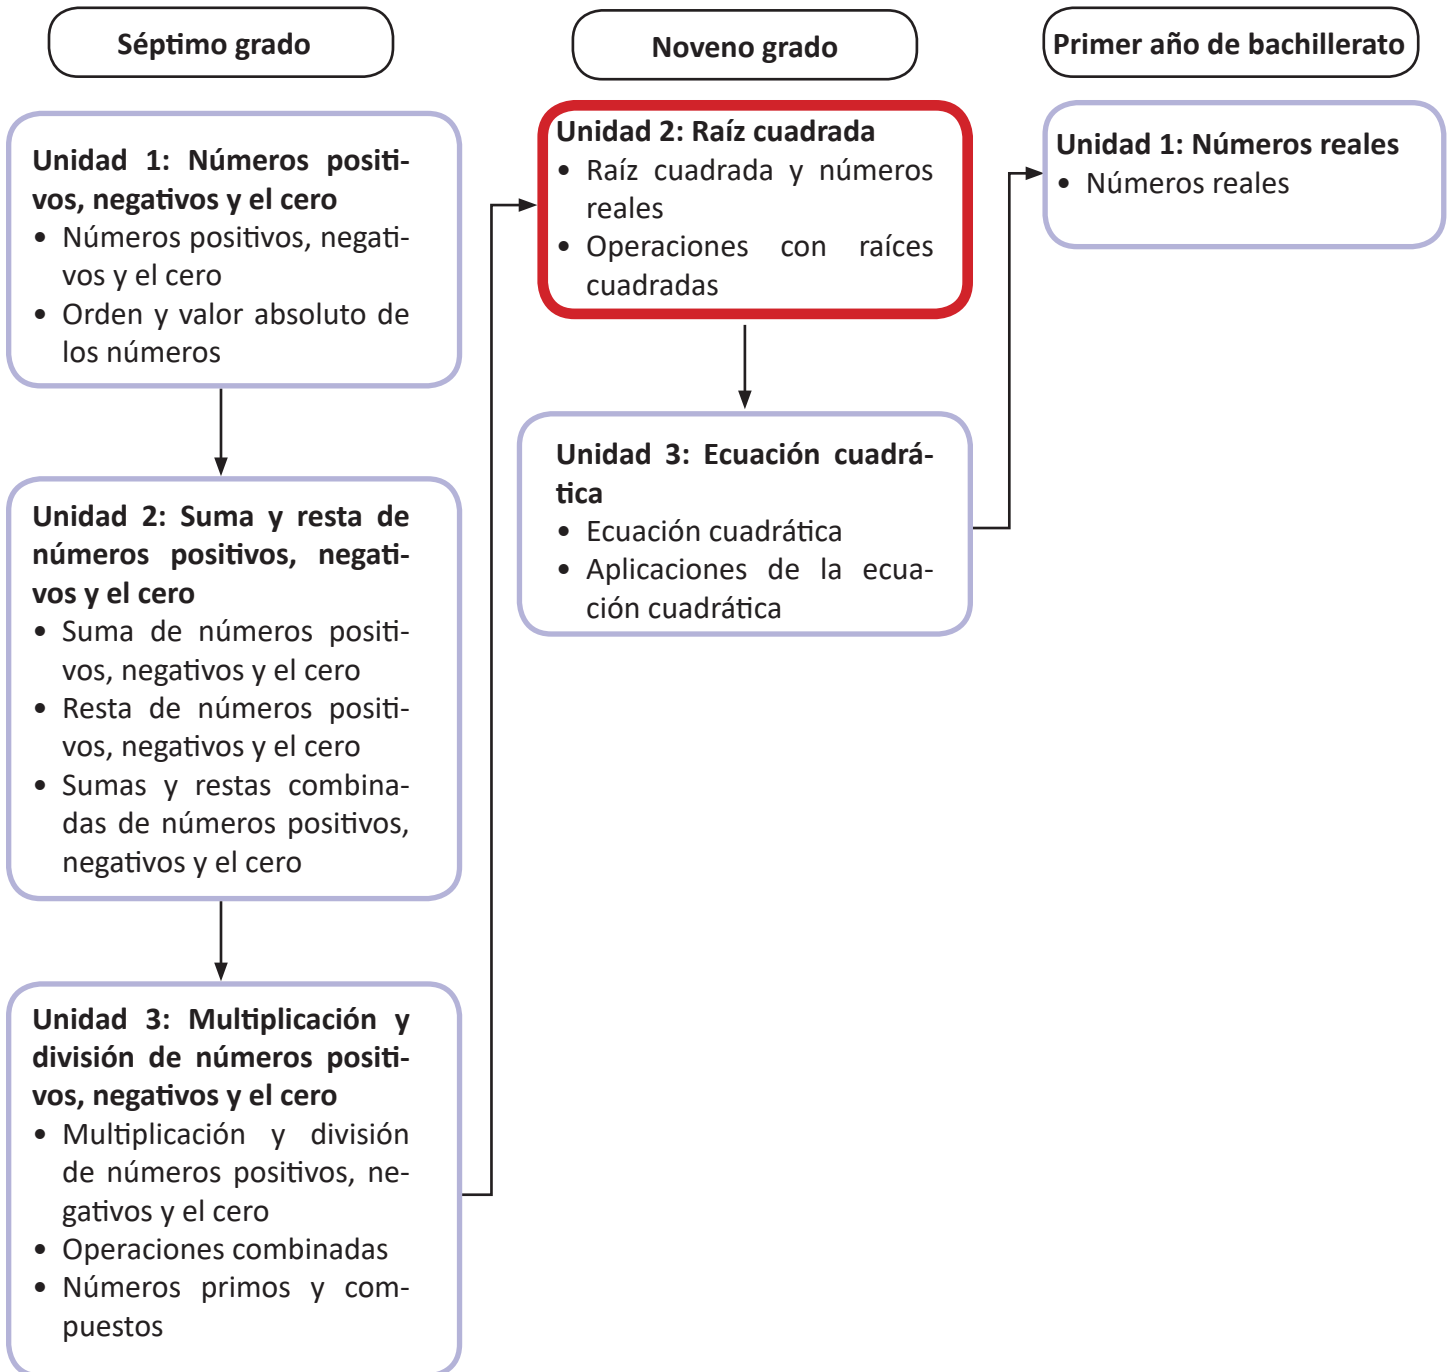 Séptimo grado
Unidad 1: Números positi-
vos, negativos y el cero
• Números positivos, negati-
vos y el cero
• Orden y valor absoluto de
los números
Unidad 2: Suma y resta de
números positivos, negati-
vos y el cero
• Suma de números positi-
vos, negativos y el cero
• Resta de números positi-
vos, negativos y el cero
• Sumas y restas combina-
das de números positivos,
negativos y el cero
Unidad 3: Multiplicación y
división de números positi-
vos, negativos y el cero
• Multiplicación y división
de números positivos, ne-
gativos y el cero
• Operaciones combinadas
• Números primos y com-
puestos
Noveno grado
Unidad 2: Raíz cuadrada
• Raíz cuadrada y números
reales
• Operaciones con raíces
cuadradas
Unidad 3: Ecuación cuadrá-
tica
• Ecuación cuadrática
• Aplicaciones de la ecua-
ción cuadrática
Primer año de bachillerato
Unidad 1: Números reales
• Números reales